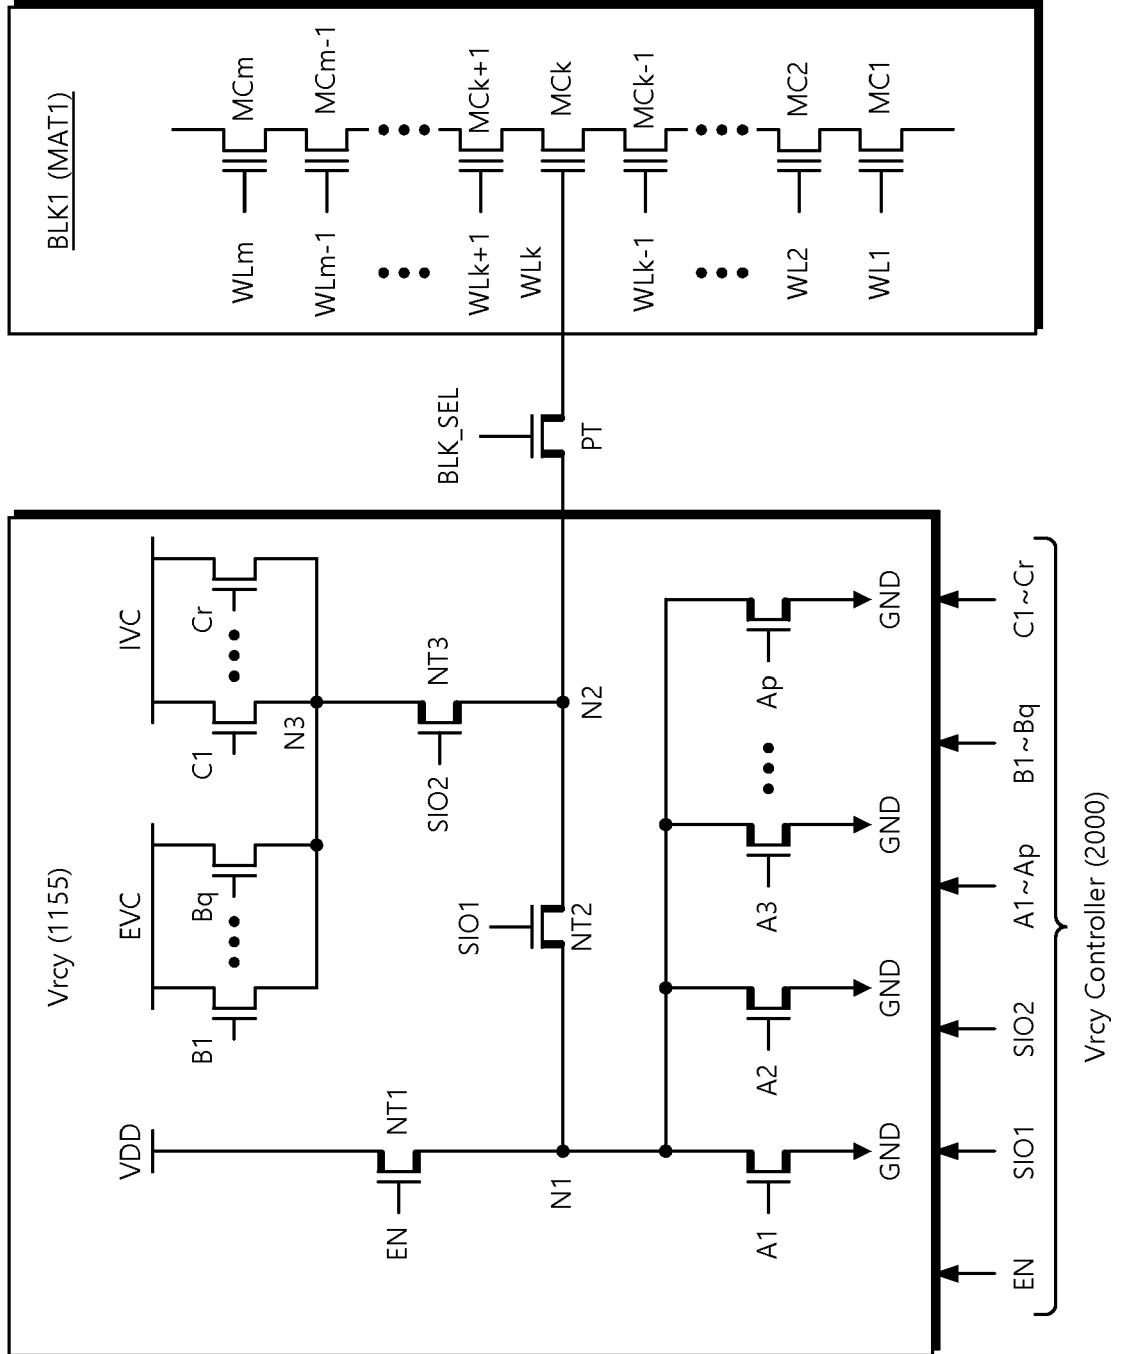 Vrcy (1155)
VDD
EVC
IVC
B1
Bq
C1
Cr
N3
EN
NT1
SIO2
NT3
SIO1
NT2
N1
N2
A1
A2
A3
Ap
GND
GND
GND
GND
EN
SIO1
SIO2
A1~Ap
B1~Bq
C1~Cr
Vrcy Controller (2000)
BLK_SEL
PT
BLK1 (MAT1)
WLm
MCm
WLm-1
MCm-1
WLk+1
MCk+1
WLk
MCk
WLk-1
MCk-1
WL2
MC2
WL1
MC1